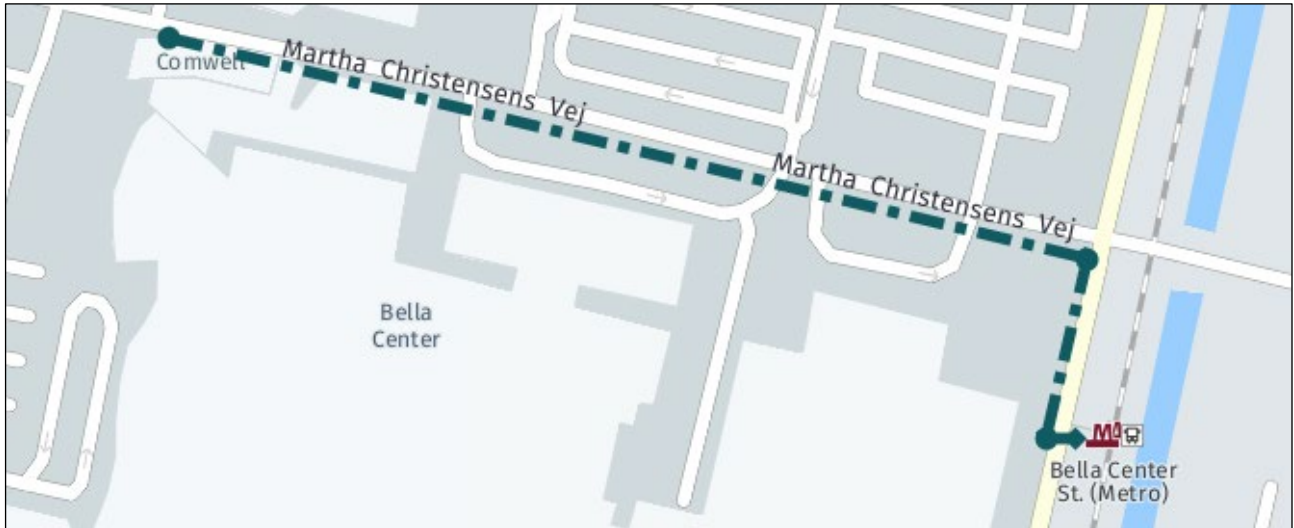 Comwell
Martha Christensens Vej
Martha Christensens Vej
Bella
Center
M
Bella Center
St. (Metro)